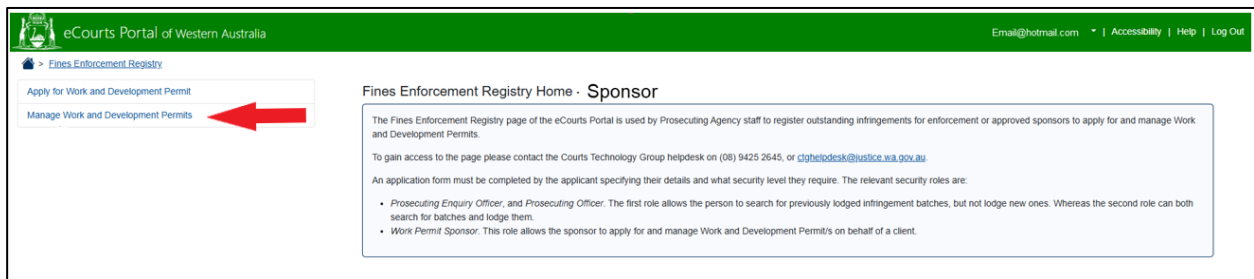 eCourts Portal of Western Australia
Email@hotmail.com | Accessibility | Help | Log Out
> Fines Enforcement Registry
Apply for Work and Development Permit
Manage Work and Development Permits
Fines Enforcement Registry Home - Sponsor
The Fines Enforcement Registry page of the eCourts Portal is used by Prosecuting Agency staff to register outstanding infringements for enforcement or approved sponsors to apply for and manage Work
and Development Permits.
To gain access to the page please contact the Courts Technology Group helpdesk on (08) 9425 2645, or ctghelpdesk@justice.wa.gov.au.
An application form must be completed by the applicant specifying their details and what security level they require. The relevant security roles are:
• Prosecuting Enquiry Officer, and Prosecuting Officer. The first role allows the person to search for previously lodged infringement batches, but not lodge new ones. Whereas the second role can both
search for batches and lodge them.
• Work Permit Sponsor. This role allows the sponsor to apply for and manage Work and Development Permit/s on behalf of a client.